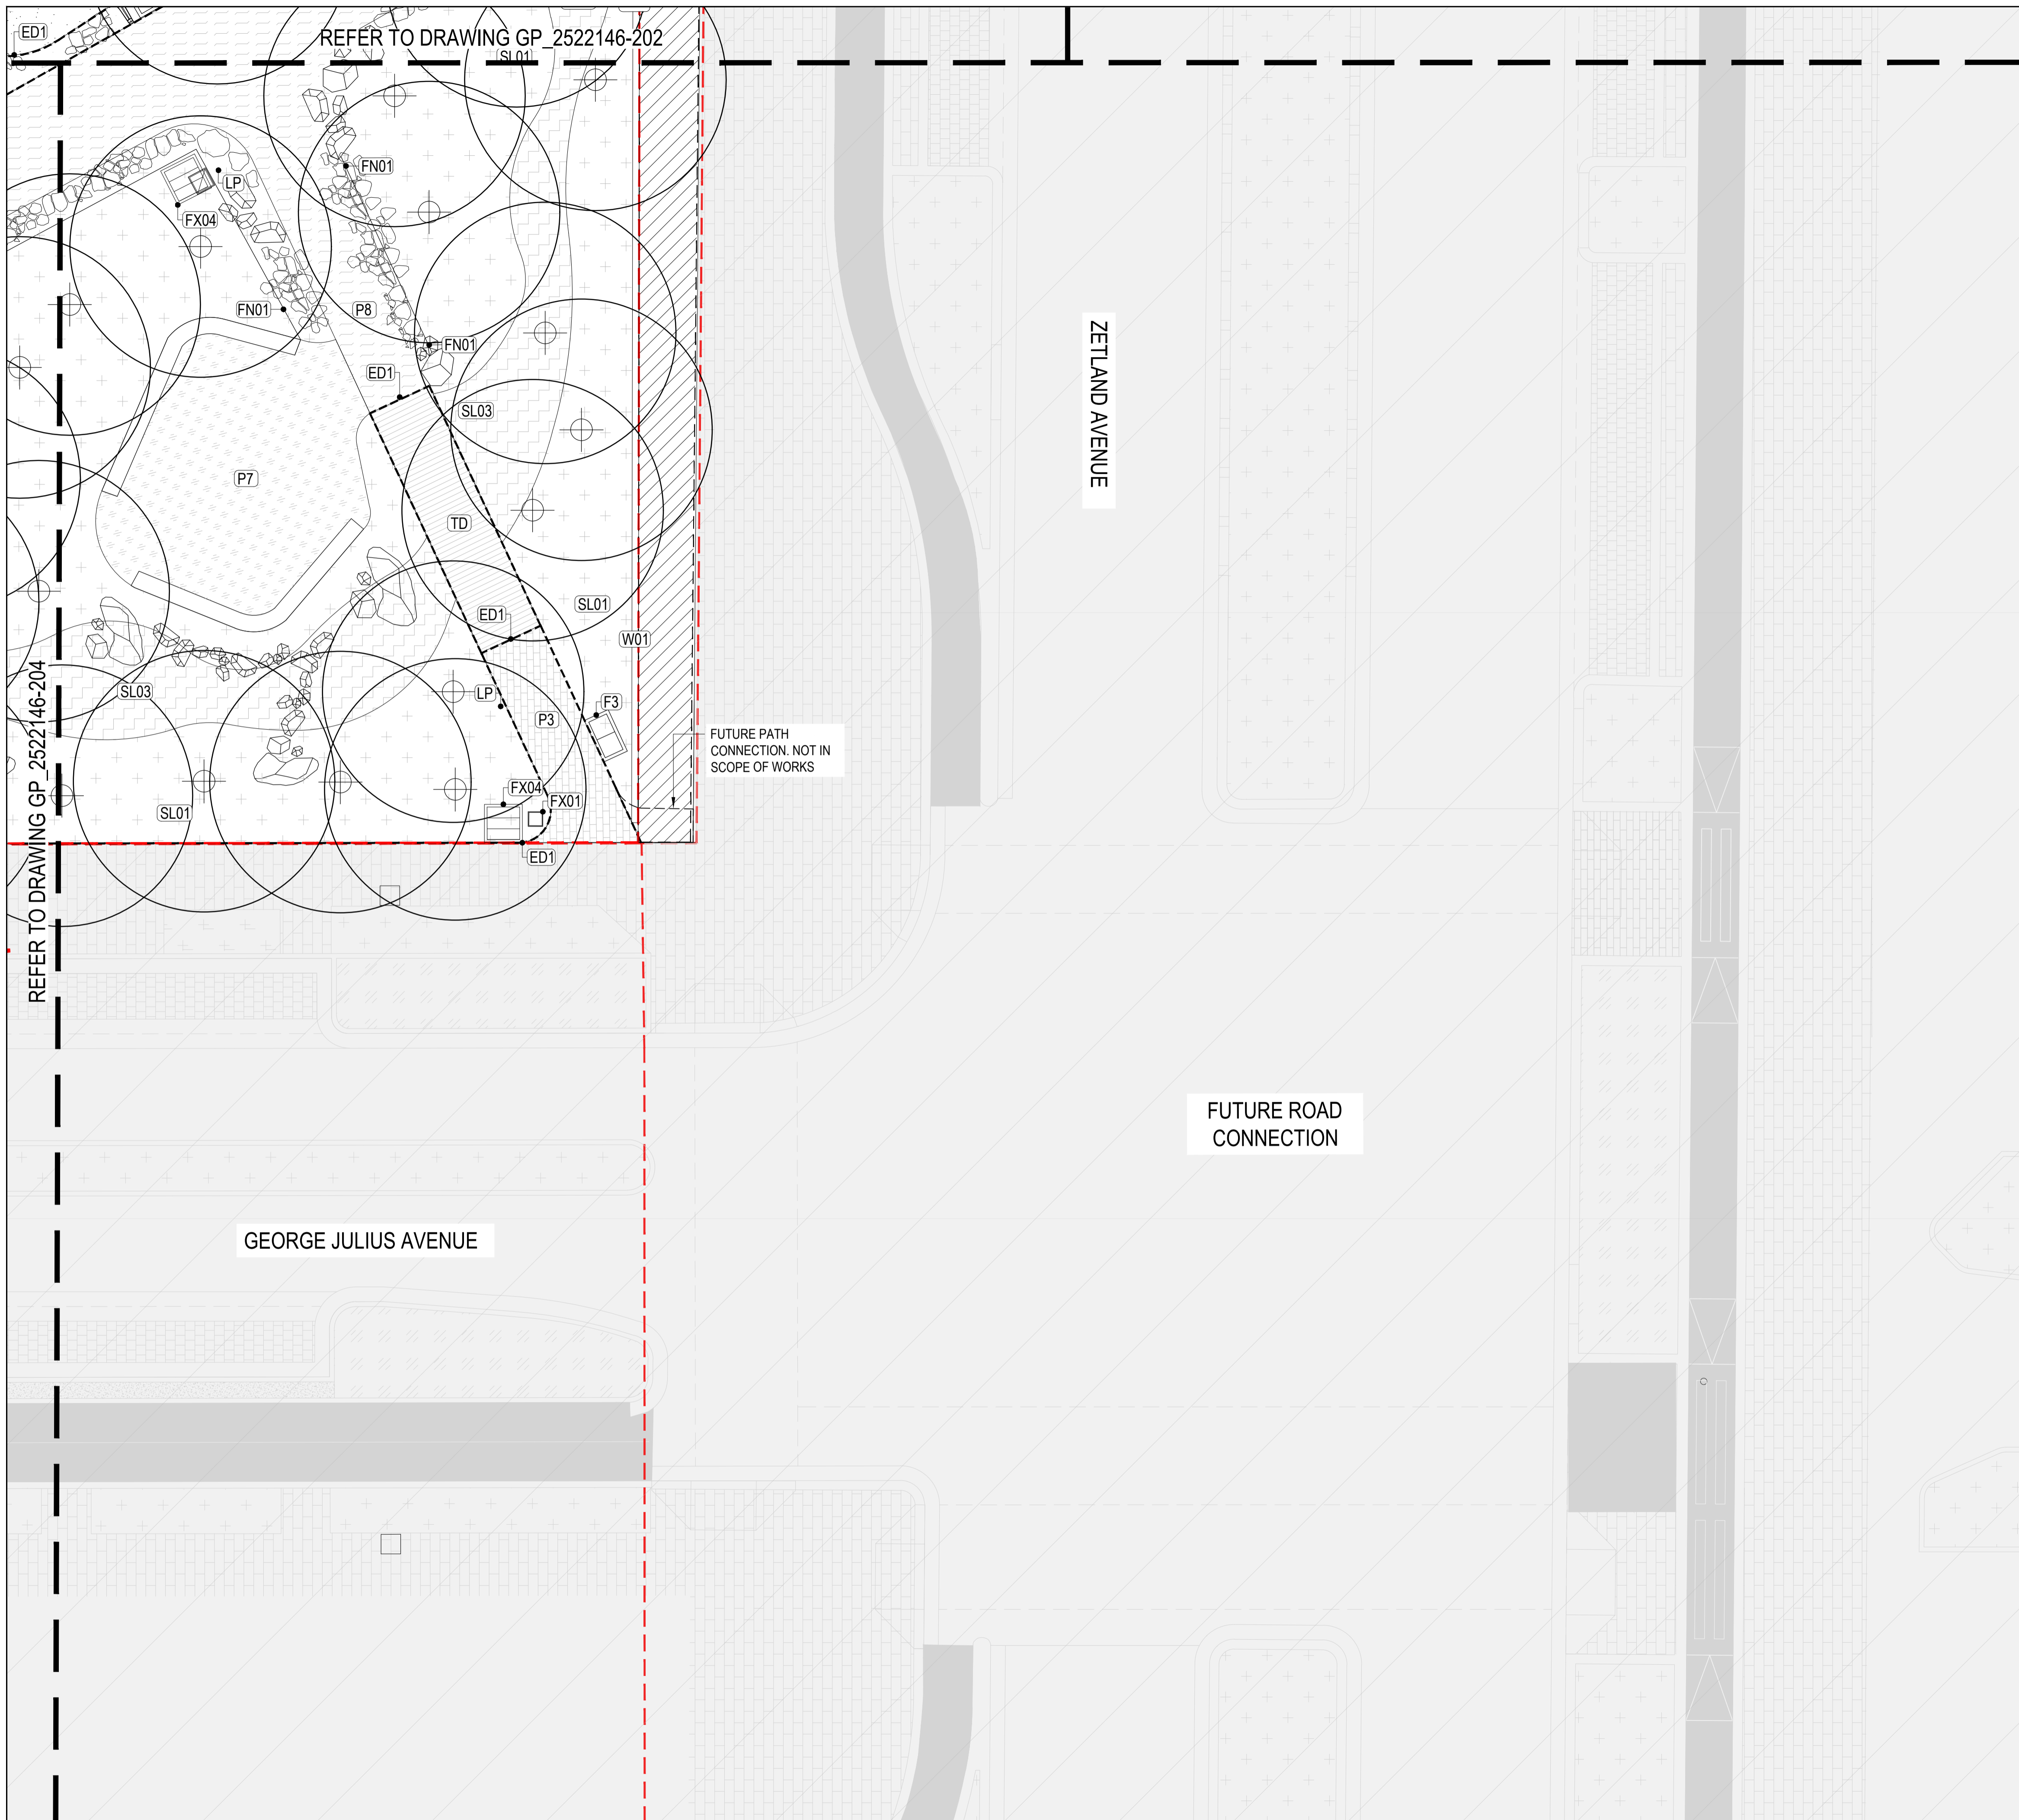 ED1
REFER TO DRAWING GP_2522146-202
SL01
FN01
LP
FX04
FN01
P8
FN01
ED1
SL03
P7
TD
SL01
ED1
W01
SL03
LP
F3
P3
FUTURE PATH
CONNECTION. NOT IN
SCOPE OF WORKS
FX04
FX01
SL01
ED1
REFER TO DRAWING GP_2522146-204
ZETLAND AVENUE
FUTURE ROAD
CONNECTION
GEORGE JULIUS AVENUE